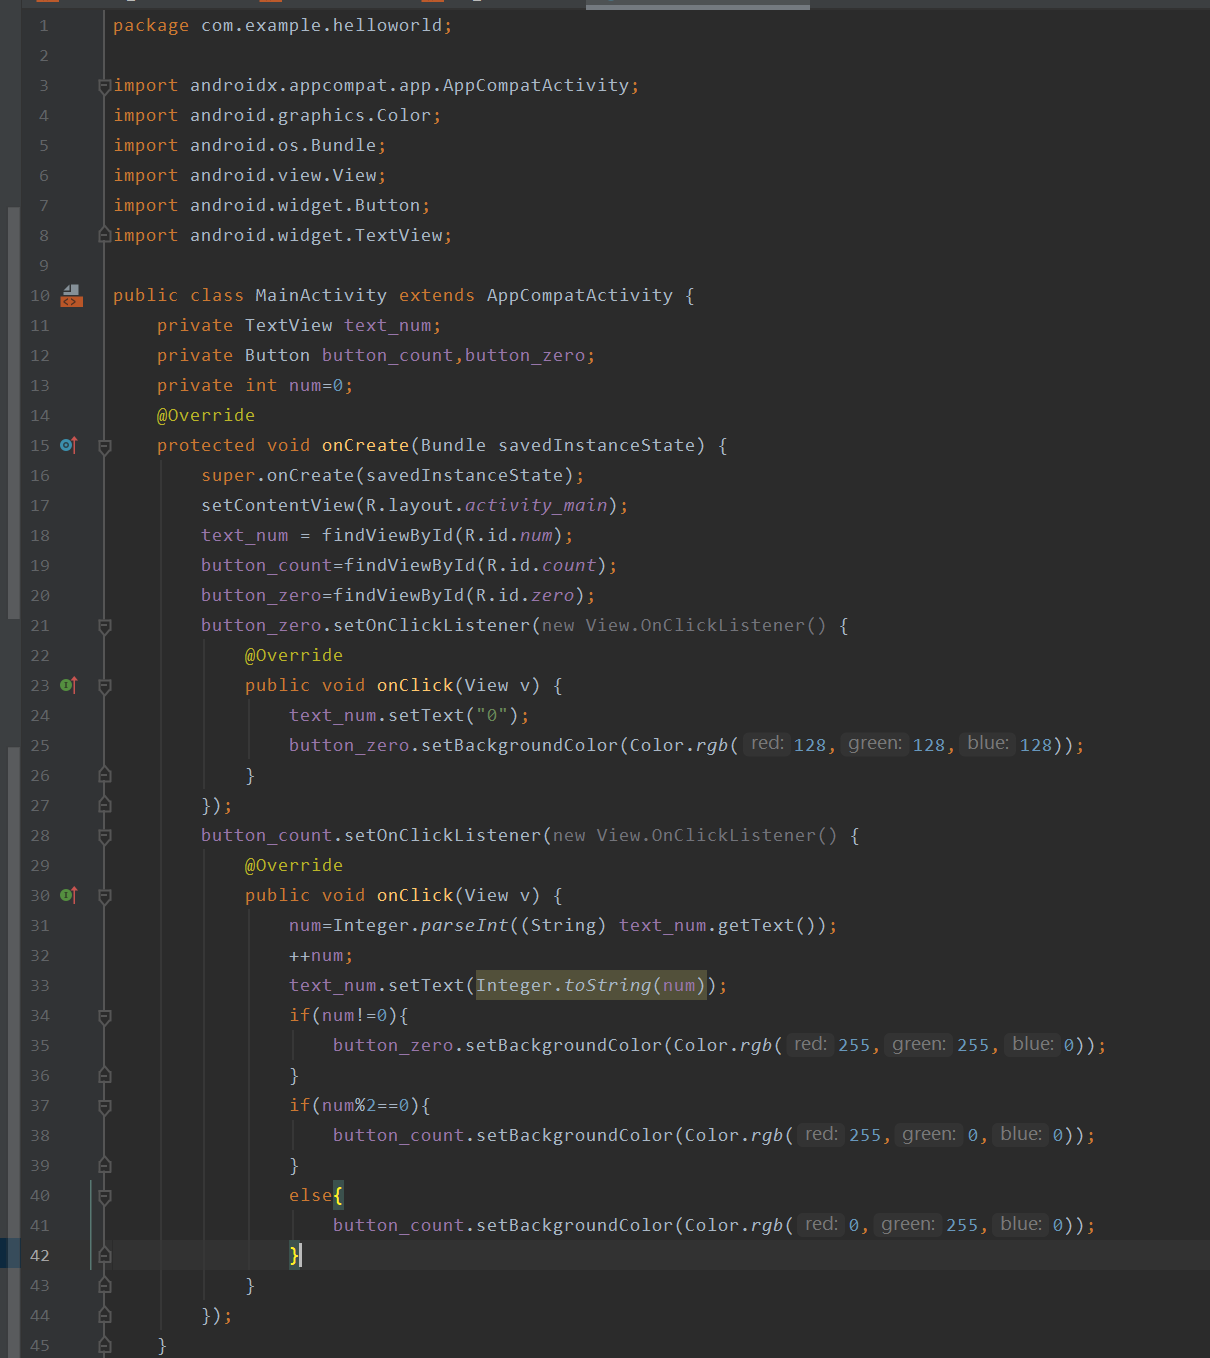 1 package com.example.helloworld;
2
3 import androidx.appcompat.app.AppCompatActivity;
4 import android.graphics.Color;
5 import android.os.Bundle;
6 import android.view.View;
7 import android.widget.Button;
8 import android.widget.TextView;
9
10 public class MainActivity extends AppCompatActivity {
11 private TextView text_num;
12 private Button button_count,button_zero;
13 private int num=0;
14 @Override
15 protected void onCreate(Bundle savedInstanceState) {
16 super.onCreate(savedInstanceState);
17 setContentView(R.layout.activity_main);
18 text_num = findViewById(R.id.num);
19 button_count=findViewById(R.id.count);
20 button_zero=findViewById(R.id.zero);
21 button_zero.setOnClickListener(new View.OnClickListener() {
22 @Override
23 public void onClick(View v) {
24 text_num.setText("0");
25 button_zero.setBackgroundColor(Color.rgb( red: 128, green: 128, blue: 128));
26 }
27 });
28 button_count.setOnClickListener(new View.OnClickListener() {
29 @Override
30 public void onClick(View v) {
31 num=Integer.parseInt((String) text_num.getText());
32 ++num;
33 text_num.setText(Integer.toString(num));
34 if(num!=0){
35 button_zero.setBackgroundColor(Color.rgb( red: 255, green: 255, blue: 0));
36 }
37 if(num%2==0){
38 button_count.setBackgroundColor(Color.rgb( red: 255, green: 0, blue: 0));
39 }
40 else{
41 button_count.setBackgroundColor(Color.rgb( red: 0, green: 255, blue: 0));
42 }
43 }
44 });
45 }